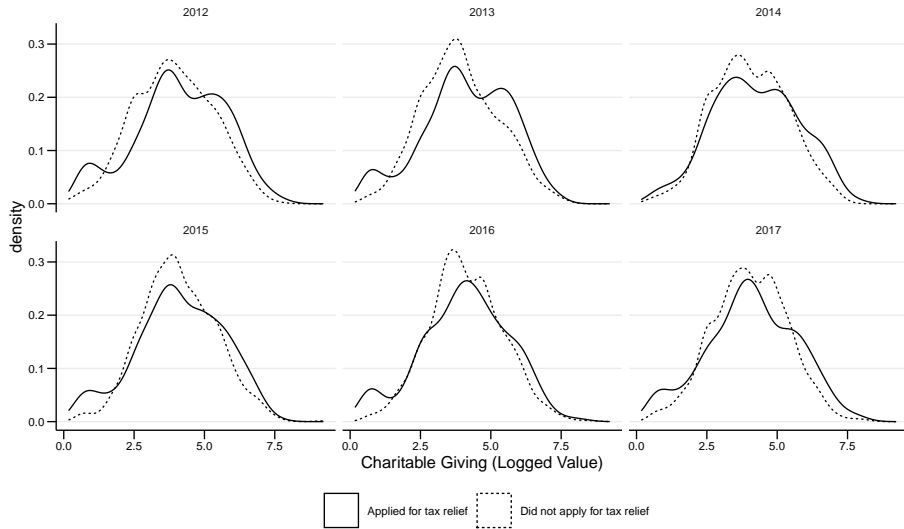 2012 2013 2014
0.3
0.2
0.1
0.0
density
2015 2016 2017
0.3
0.2
0.1
0.0
0.0 2.5 5.0 7.5 0.0 2.5 5.0 7.5 0.0 2.5 5.0 7.5
Charitable Giving (Logged Value)
Applied for tax relief Did not apply for tax relief